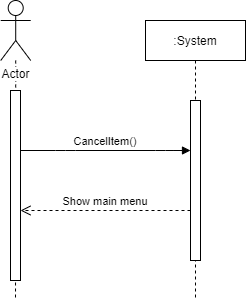 :System
Actor
CancelItem()
Show main menu